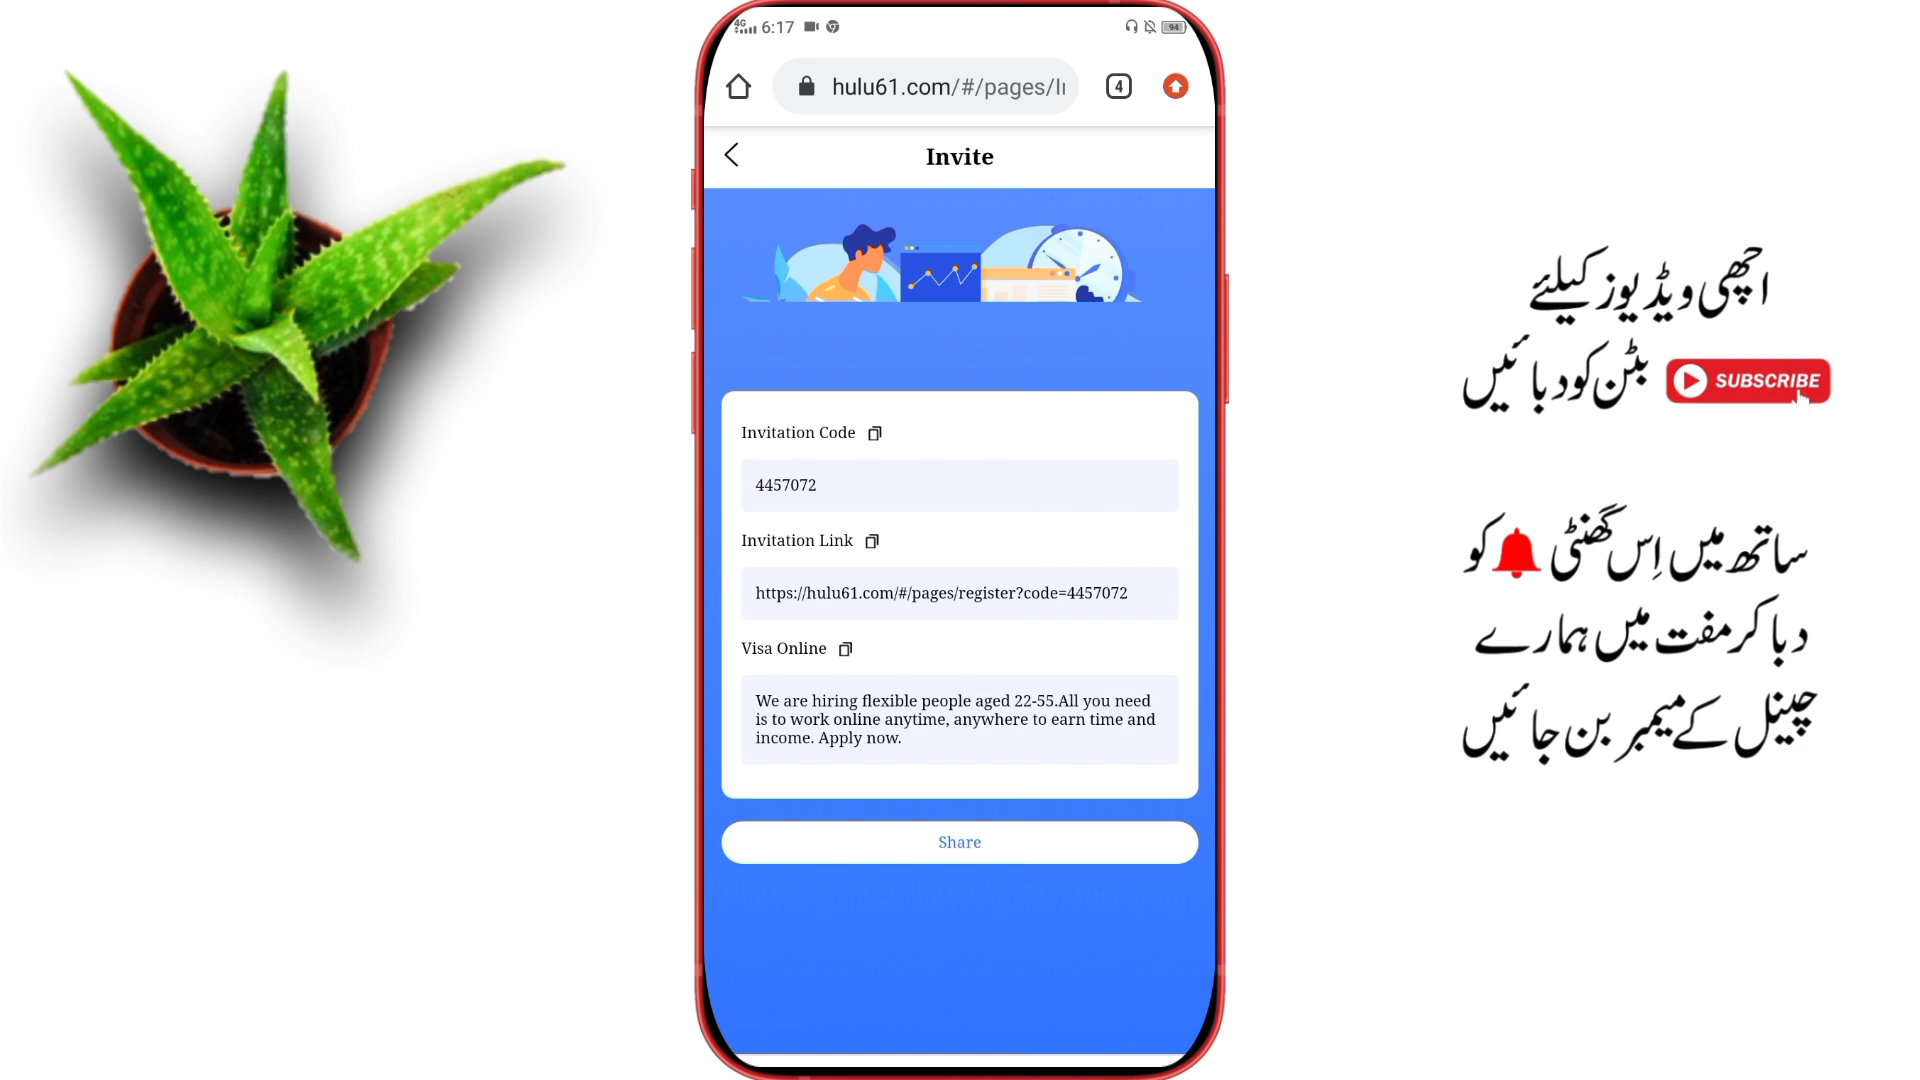 4G 6:17
94
hulu61.com/#/pages/I
4
Invite
Invitation Code
4457072
Invitation Link
https://hulu61.com/#/pages/register?code=4457072
Visa Online
We are hiring flexible people aged 22-55.All you need
is to work online anytime, anywhere to earn time and
income. Apply now.
Share
اچھی ویڈیوز کیلئے
SUBSCRIBE بٹن کو دبائیں
ساتھ میں اِس گھنٹی کو
دبا کر مفت میں ہمارے
چینل کے میمبر بن جائیں